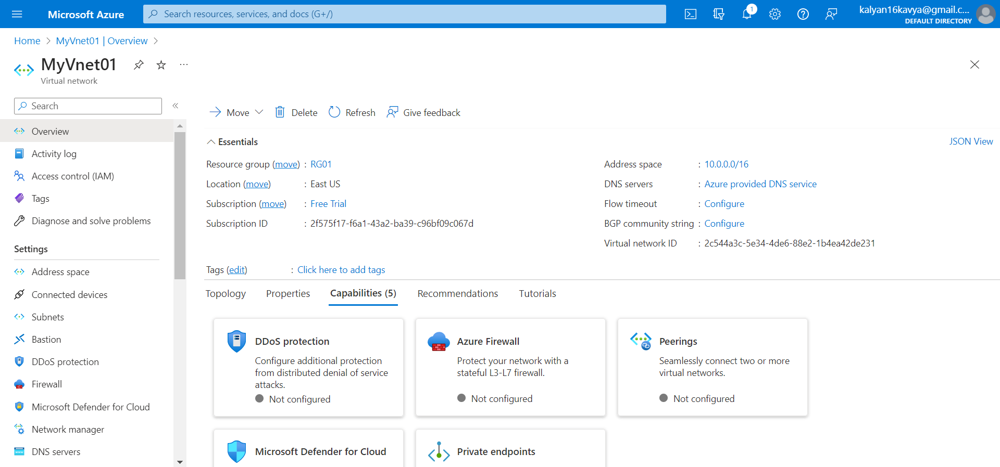 Microsoft Azure
Search resources, services, and docs (G+/)
1
kalyan16kavya@gmail.c...
DEFAULT DIRECTORY
Home > MyVnet01 | Overview >
MyVnet01
Virtual network
Search
Overview
Activity log
Access control (IAM)
Tags
Diagnose and solve problems
Settings
Address space
Connected devices
Subnets
Bastion
DDoS protection
Firewall
Microsoft Defender for Cloud
Network manager
DNS servers
Move Delete Refresh Give feedback
Essentials
JSON View
Resource group (move) : RG01
Location (move) : East US
Subscription (move) : Free Trial
Subscription ID : 2f575f17-f6a1-43a2-ba39-c96bf09c067d
Address space : 10.0.0.0/16
DNS servers : Azure provided DNS service
Flow timeout : Configure
BGP community string : Configure
Virtual network ID : 2c544a3c-5e34-4de6-88e2-1b4ea42de231
Tags (edit) : Click here to add tags
Topology Properties Capabilities (5) Recommendations Tutorials
DDoS protection
Configure additional protection
from distributed denial of service
attacks.
Not configured
Azure Firewall
Protect your network with a
stateful L3-L7 firewall.
Not configured
Peerings
Seamlessly connect two or more
virtual networks.
Not configured
Microsoft Defender for Cloud
Private endpoints